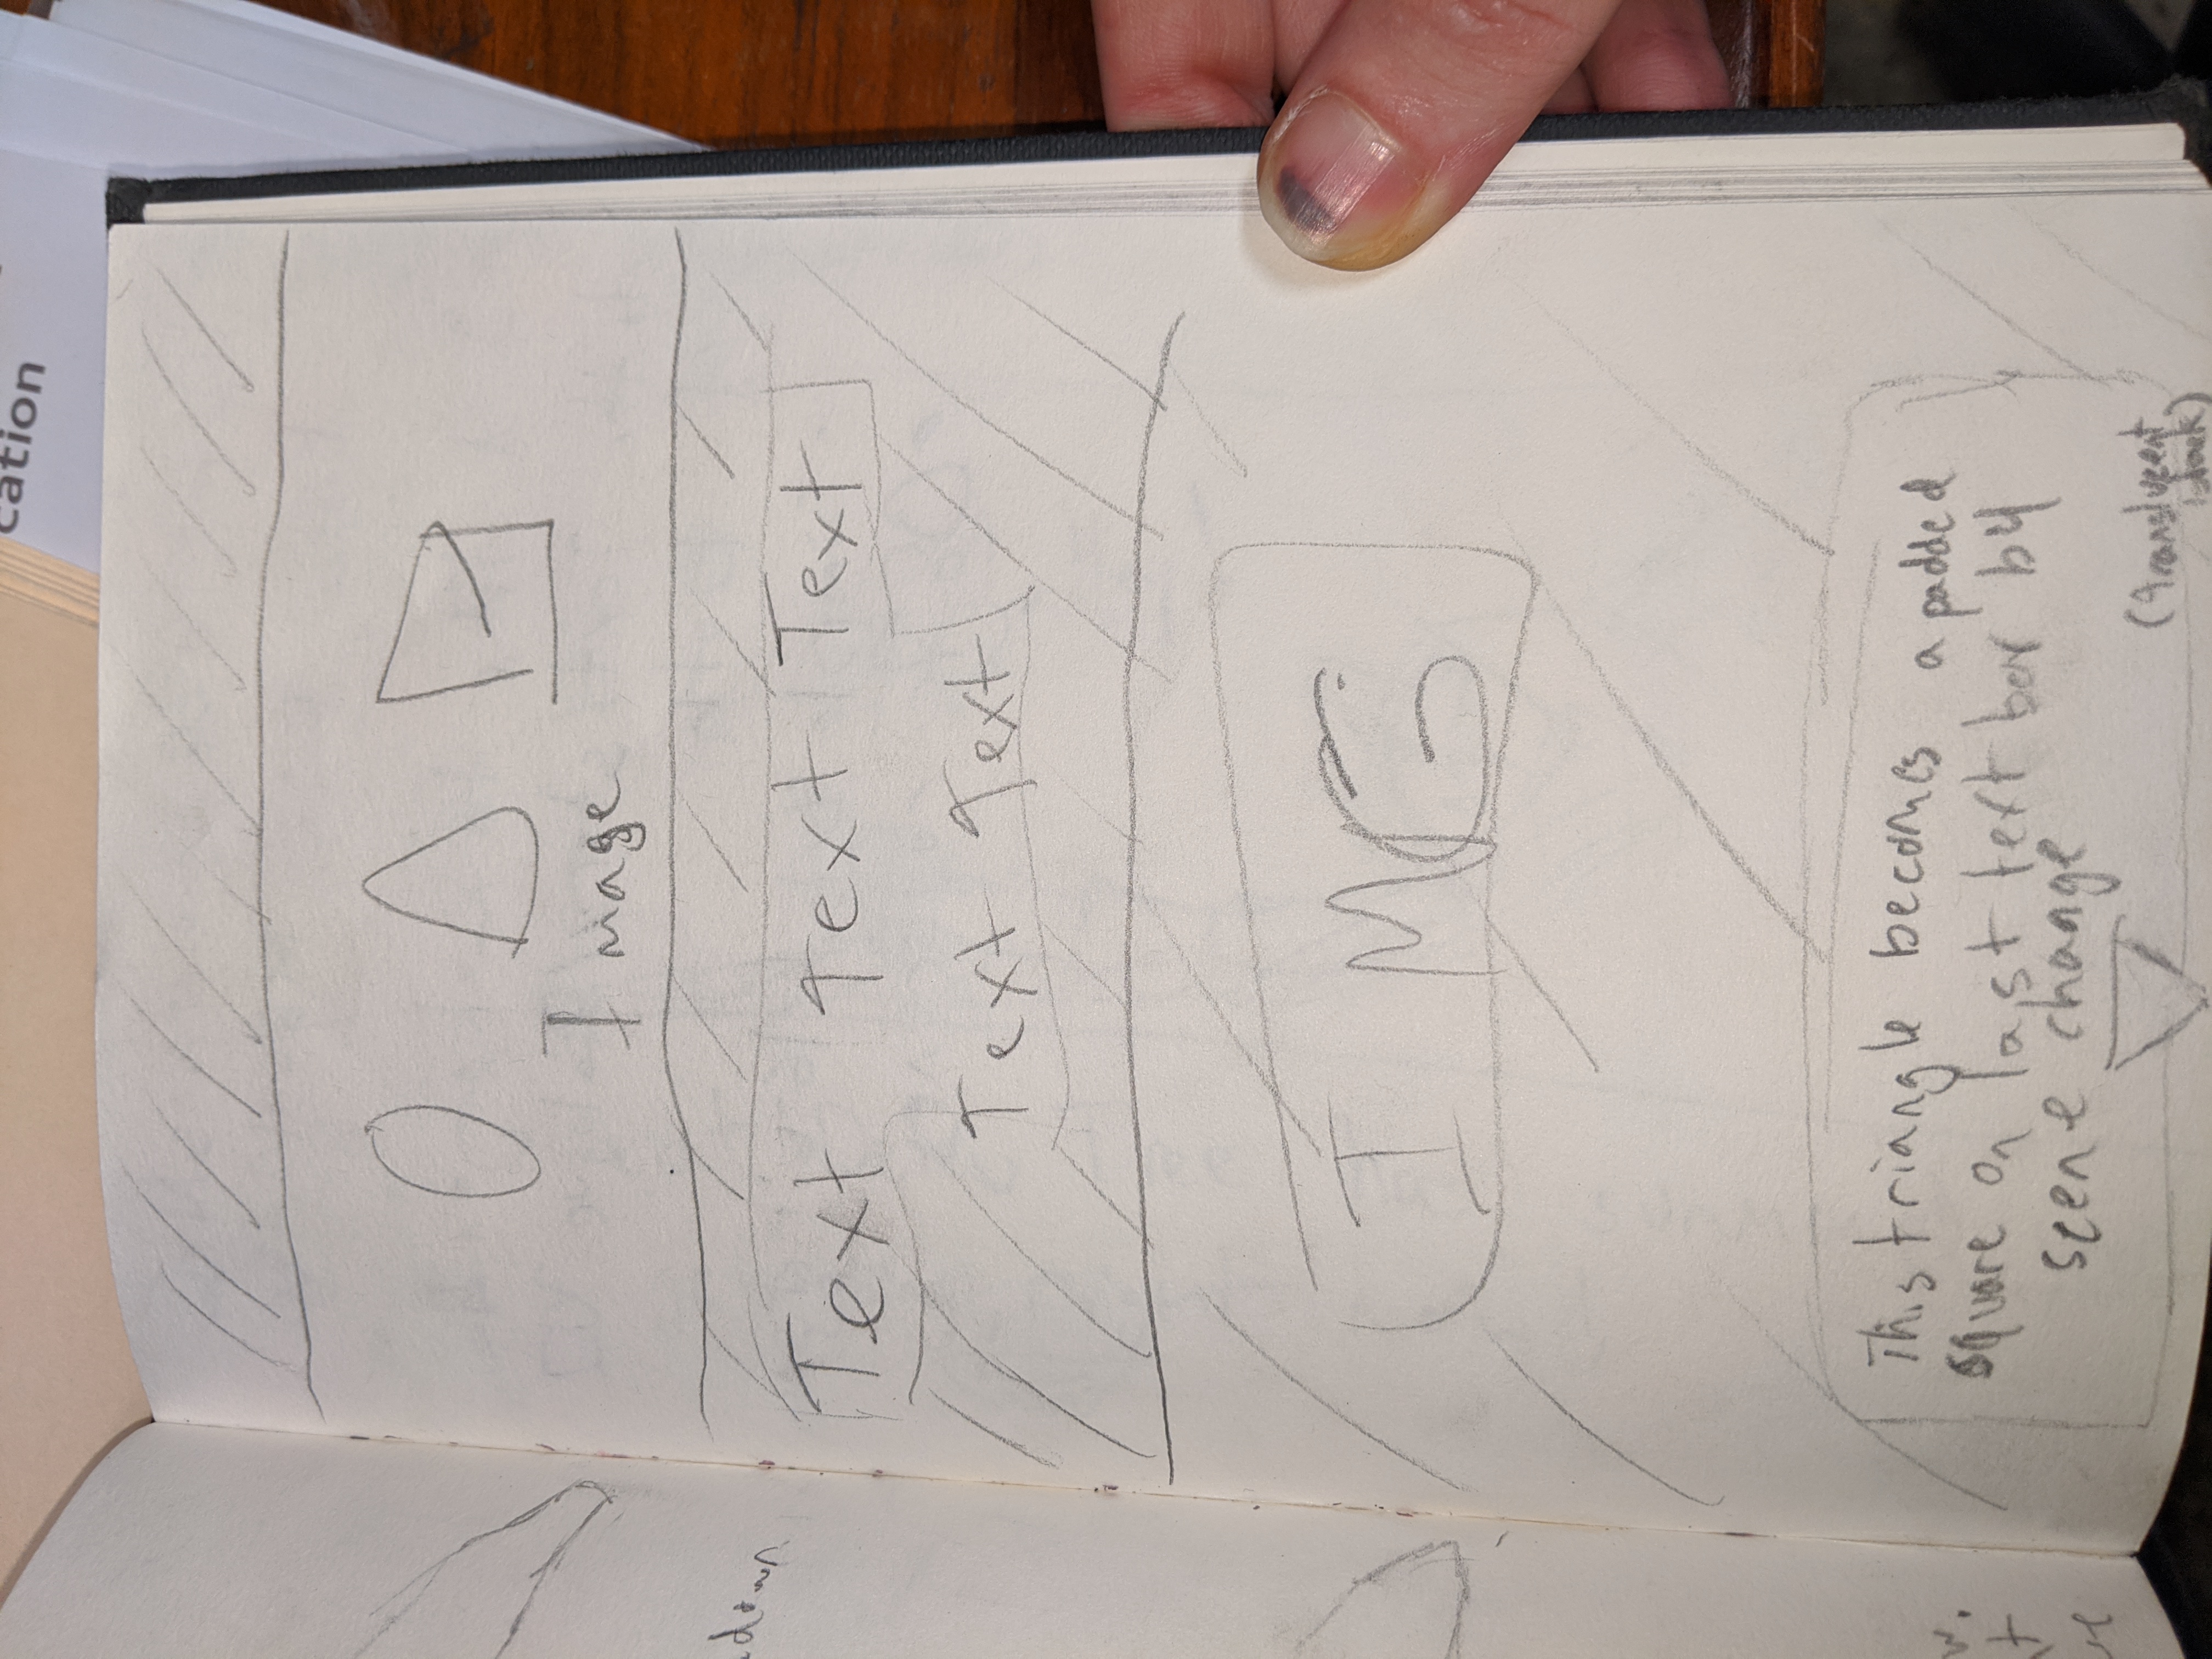 cation
Image
down
Text Text Text
Text Text
IMG
This triangle becomes a padded
square on last text box by
scene change
(translucent
black)
w.